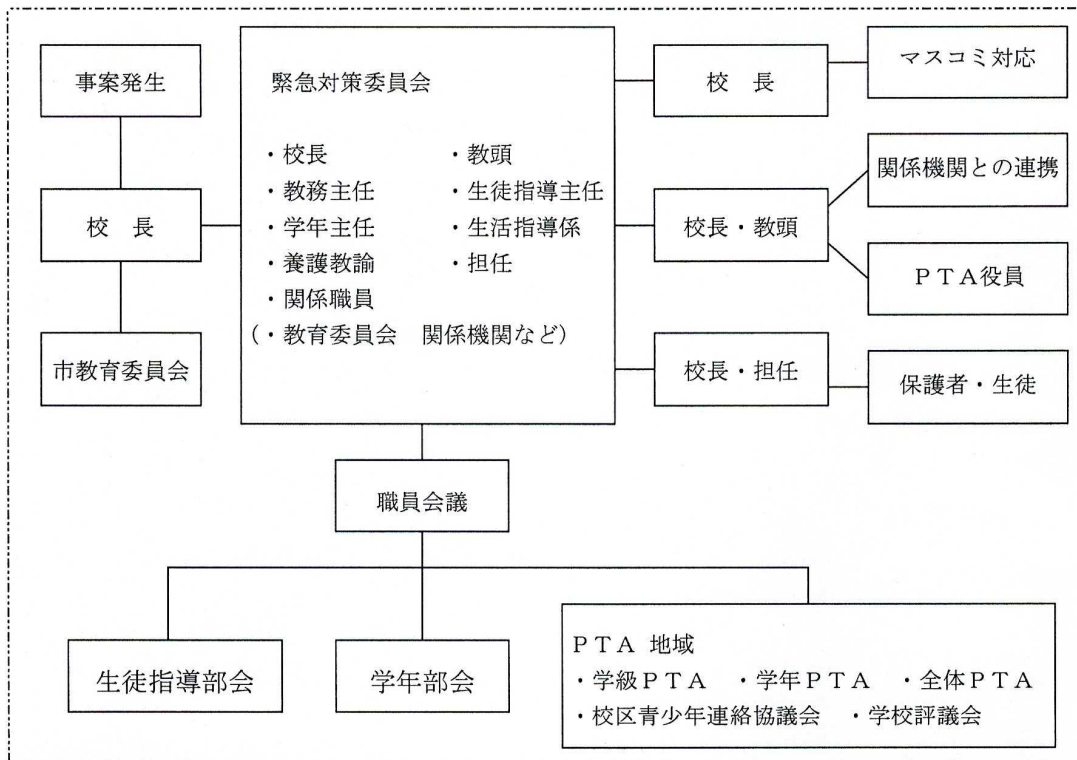 事案発生
校　長
市教育委員会
緊急対策委員会
・校長　・教頭
・教務主任　・生徒指導主任
・学年主任　・生活指導係
・養護教諭　・担任
・関係職員
（・教育委員会　関係機関など）
校　長
マスコミ対応
校長・教頭
関係機関との連携
ＰＴＡ役員
校長・担任
保護者・生徒
職員会議
生徒指導部会
学年部会
ＰＴＡ 地域
・学級ＰＴＡ　・学年ＰＴＡ　・全体ＰＴＡ
・校区青少年連絡協議会　・学校評議会